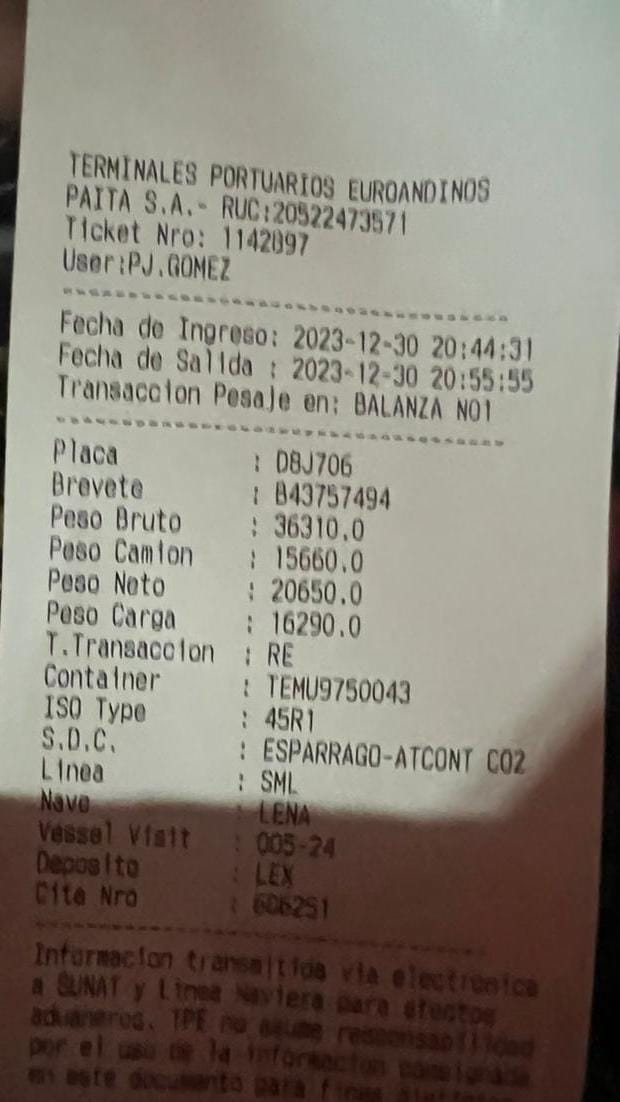 TERMINALES PORTUARIOS EUROANDINOS
PAITA S.A.- RUC:20522473571
Ticket Nro: 1142097
User:PJ.GOMEZ
Fecha de Ingreso: 2023-12-30 20:44:31
Fecha de Salida : 2023-12-30 20:55:55
Transaccion Pesaje en: BALANZA NO1
Placa : D8J706
Brevete : B43757494
Peso Bruto : 36310.0
Peso Camion : 15660.0
Peso Neto : 20650.0
Peso Carga : 16290.0
T.Transaccion : RE
Container : TEMU9750043
ISO Type : 45R1
S.D.C. : ESPARRAGO-ATCONT CO2
Linea : SML
Nave : LENA
Vessel Visit : 005-24
Deposito : LEX
Cita Nro : 606251
Informacion transmitida via electronica
a SUNAT y Linea Naviera para efectos
aduaneros. TPE no asume responsabilidad
por el uso de la informacion consignada
en este documento para fines